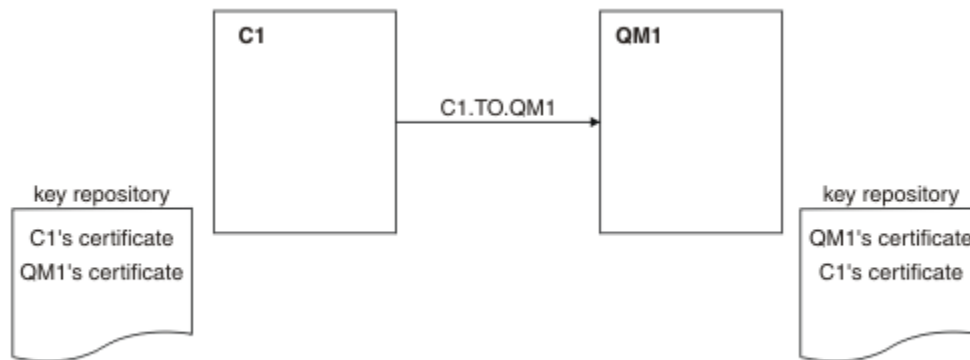 C1
QM1
C1.TO.QM1
key repository
C1's certificate
QM1's certificate
key repository
QM1's certificate
C1's certificate